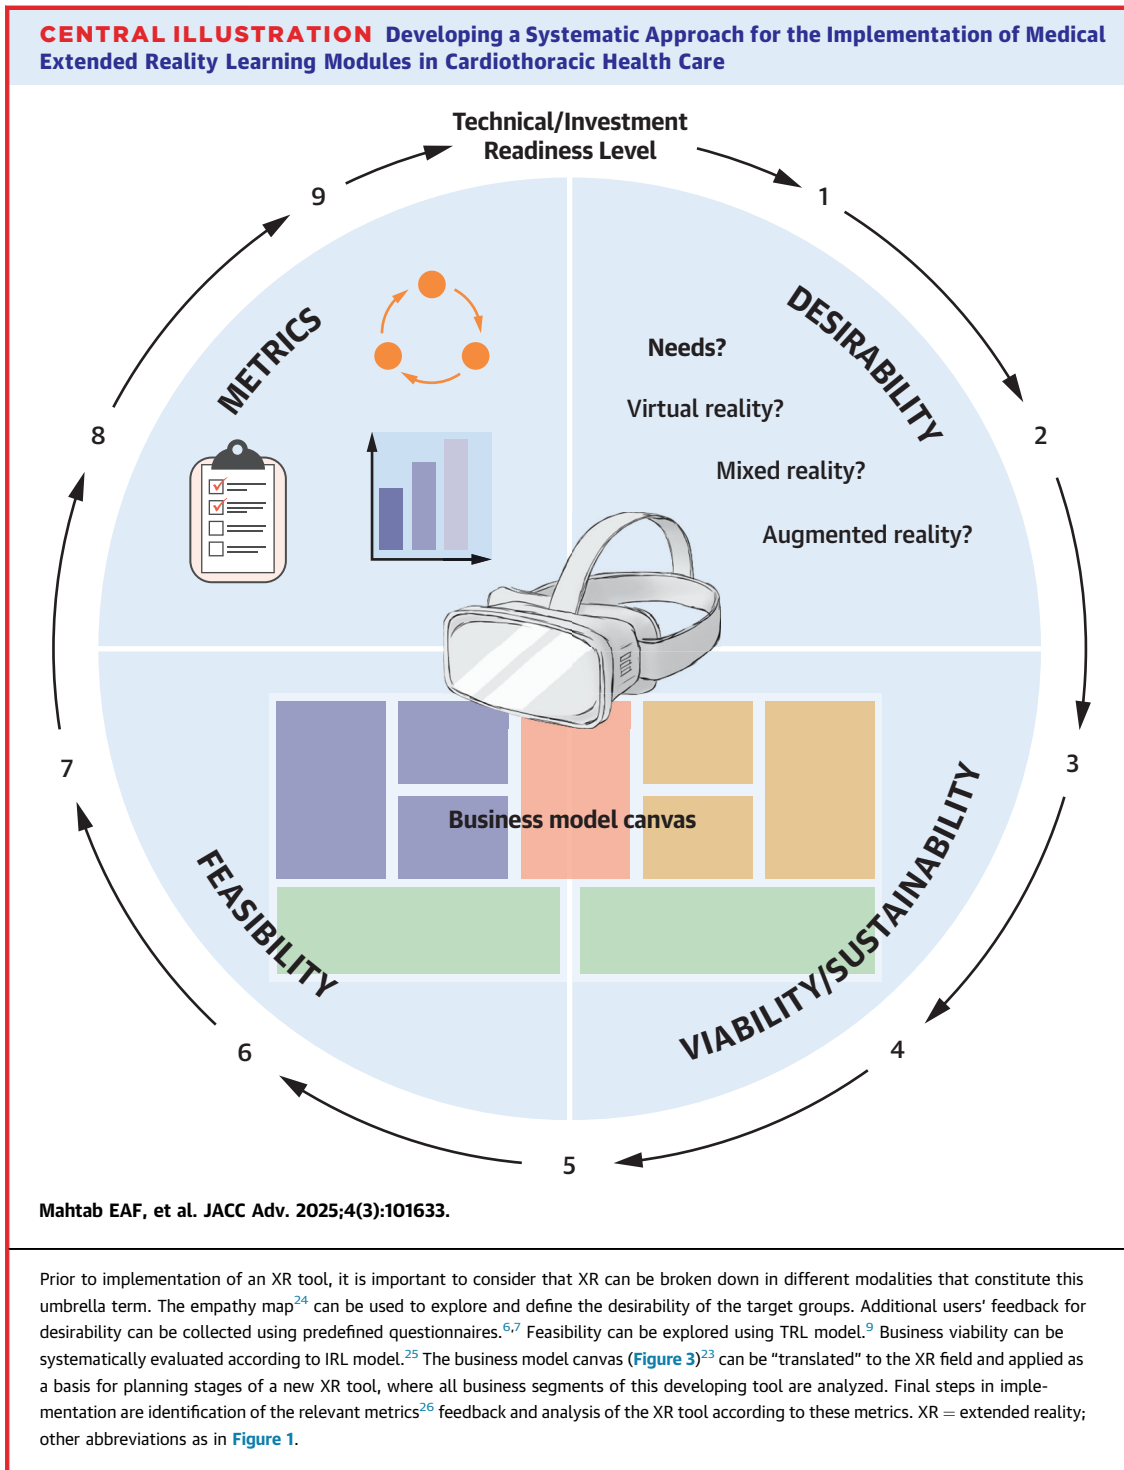 CENTRAL ILLUSTRATION Developing a Systematic Approach for the Implementation of Medical
Extended Reality Learning Modules in Cardiothoracic Health Care
Technical/Investment
Readiness Level
1
2
3
4
5
6
7
8
9
METRICS
DESIRABILITY
Needs?
Virtual reality?
Mixed reality?
Augmented reality?
Business model canvas
FEASIBILITY
VIABILITY/SUSTAINABILITY
Mahtab EAF, et al. JACC Adv. 2025;4(3):101633.
Prior to implementation of an XR tool, it is important to consider that XR can be broken down in different modalities that constitute this
umbrella term. The empathy map24 can be used to explore and define the desirability of the target groups. Additional users’ feedback for
desirability can be collected using predefined questionnaires.6,7 Feasibility can be explored using TRL model.9 Business viability can be
systematically evaluated according to IRL model.25 The business model canvas (Figure 3)23 can be “translated” to the XR field and applied as
a basis for planning stages of a new XR tool, where all business segments of this developing tool are analyzed. Final steps in imple-
mentation are identification of the relevant metrics26 feedback and analysis of the XR tool according to these metrics. XR = extended reality;
other abbreviations as in Figure 1.